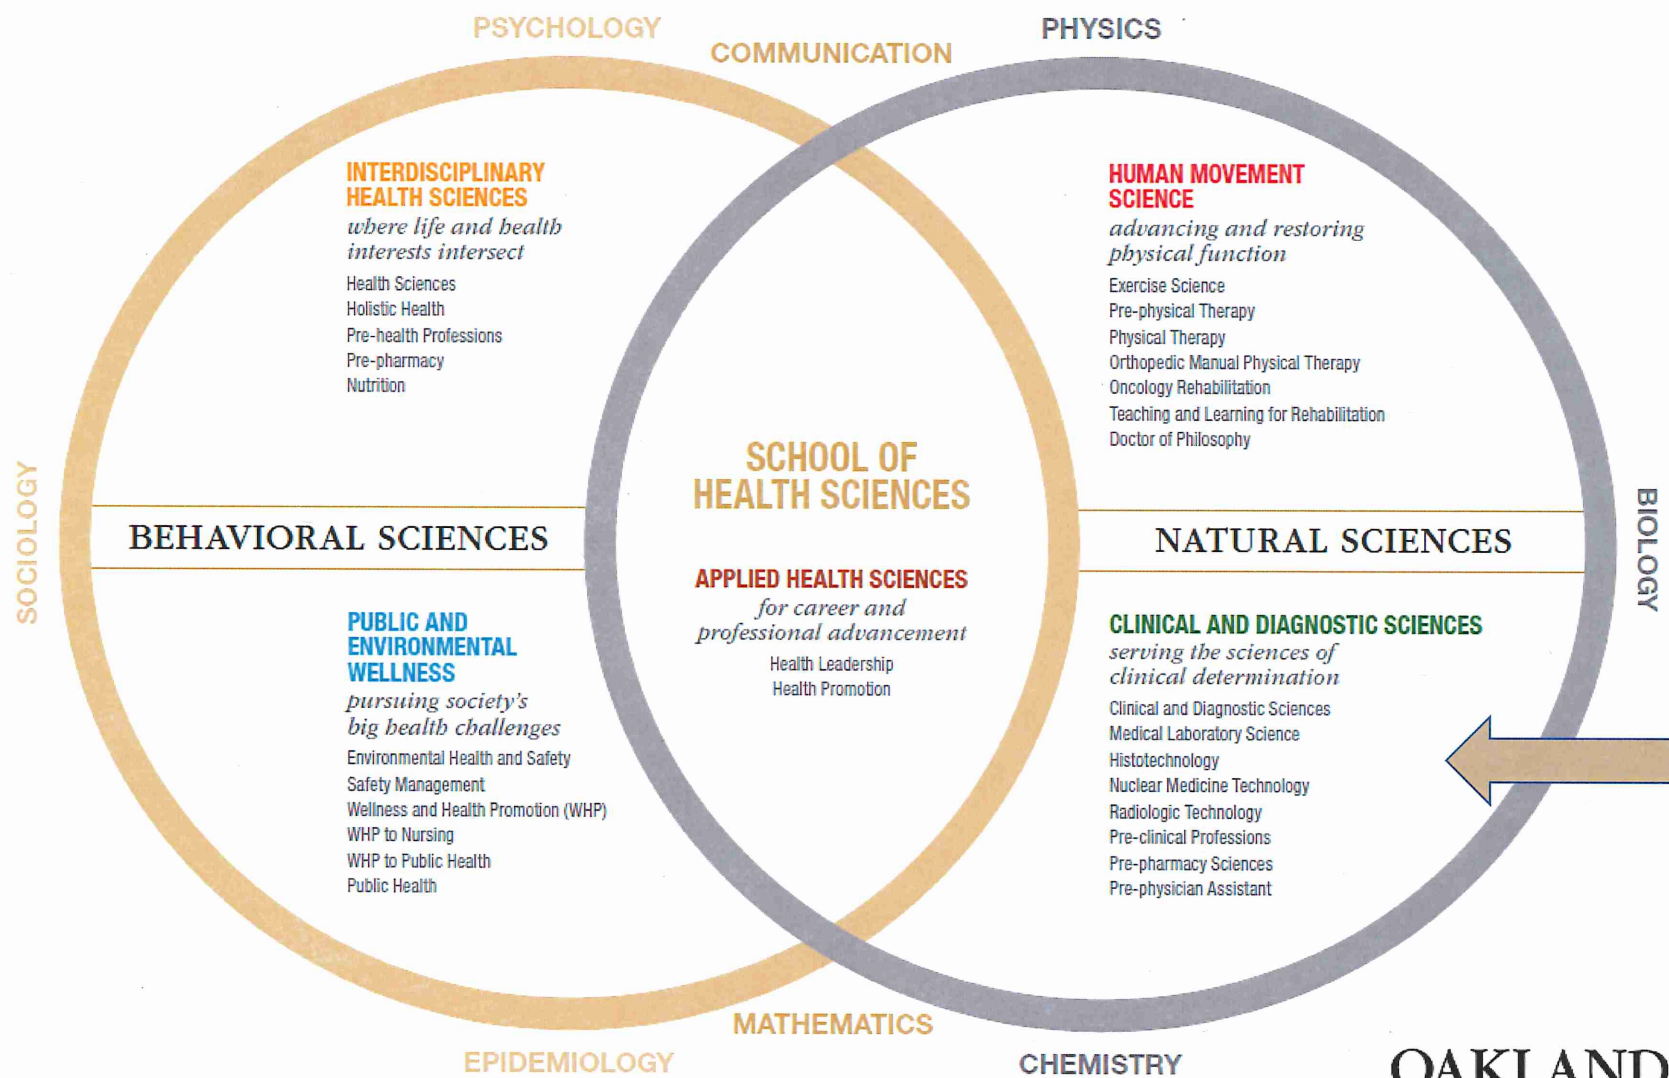 PSYCHOLOGY
COMMUNICATION
PHYSICS
INTERDISCIPLINARY
HEALTH SCIENCES
where life and health
interests intersect
Health Sciences
Holistic Health
Pre-health Professions
Pre-pharmacy
Nutrition
HUMAN MOVEMENT
SCIENCE
advancing and restoring
physical function
Exercise Science
Pre-physical Therapy
Physical Therapy
Orthopedic Manual Physical Therapy
Oncology Rehabilitation
Teaching and Learning for Rehabilitation
Doctor of Philosophy
SCHOOL OF
HEALTH SCIENCES
SOCIOLOGY
BEHAVIORAL SCIENCES
NATURAL SCIENCES
BIOLOGY
APPLIED HEALTH SCIENCES
for career and
professional advancement
Health Leadership
Health Promotion
PUBLIC AND
ENVIRONMENTAL
WELLNESS
pursuing society's
big health challenges
Environmental Health and Safety
Safety Management
Wellness and Health Promotion (WHP)
WHP to Nursing
WHP to Public Health
Public Health
CLINICAL AND DIAGNOSTIC SCIENCES
serving the sciences of
clinical determination
Clinical and Diagnostic Sciences
Medical Laboratory Science
Histotechnology
Nuclear Medicine Technology
Radiologic Technology
Pre-clinical Professions
Pre-pharmacy Sciences
Pre-physician Assistant
MATHEMATICS
EPIDEMIOLOGY
CHEMISTRY
OAKLAND